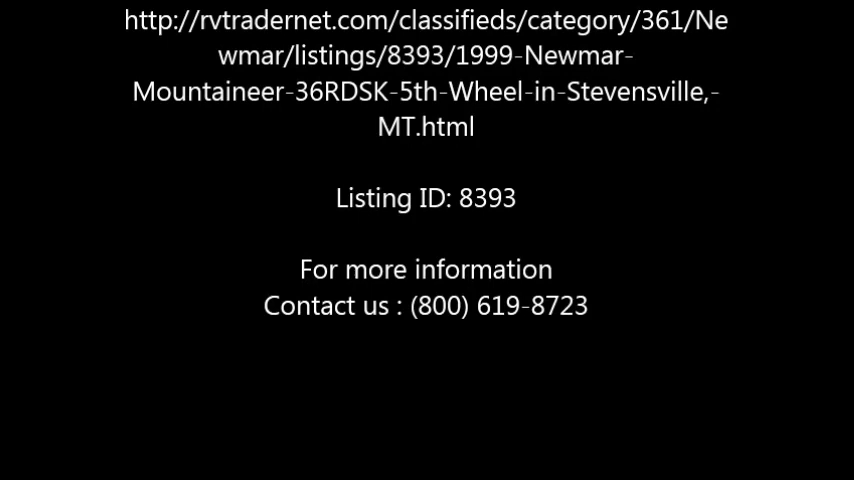 http://rvtradernet.com/classifieds/category/361/Ne
wmar/listings/8393/1999-Newmar-
Mountaineer-36RDSK-5th-Wheel-in-Stevensville,-
MT.html
Listing ID: 8393
For more information
Contact us : (800) 619-8723